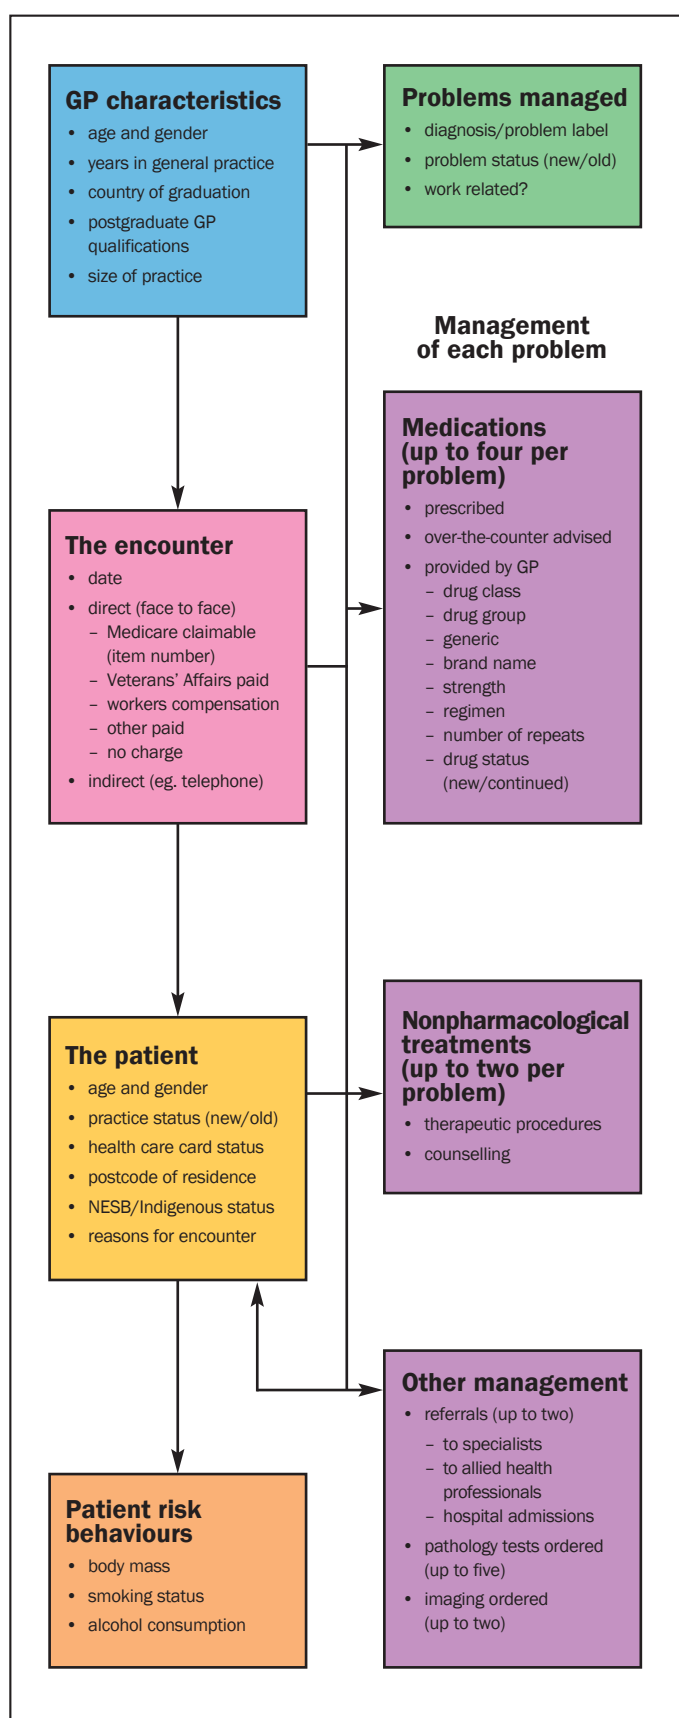 GP characteristics
• age and gender
• years in general practice
• country of graduation
• postgraduate GP
qualifications
• size of practice
The encounter
• date
• direct (face to face)
– Medicare claimable
(item number)
– Veterans’ Affairs paid
– workers compensation
– other paid
– no charge
• indirect (eg. telephone)
The patient
• age and gender
• practice status (new/old)
• health care card status
• postcode of residence
• NESB/Indigenous status
• reasons for encounter
Patient risk
behaviours
• body mass
• smoking status
• alcohol consumption
Problems managed
• diagnosis/problem label
• problem status (new/old)
• work related?
Management
of each problem
Medications
(up to four per
problem)
• prescribed
• over-the-counter advised
• provided by GP
– drug class
– drug group
– generic
– brand name
– strength
– regimen
– number of repeats
– drug status
(new/continued)
Nonpharmacological
treatments
(up to two per
problem)
• therapeutic procedures
• counselling
Other management
• referrals (up to two)
– to specialists
– to allied health
professionals
– hospital admissions
• pathology tests ordered
(up to five)
• imaging ordered
(up to two)